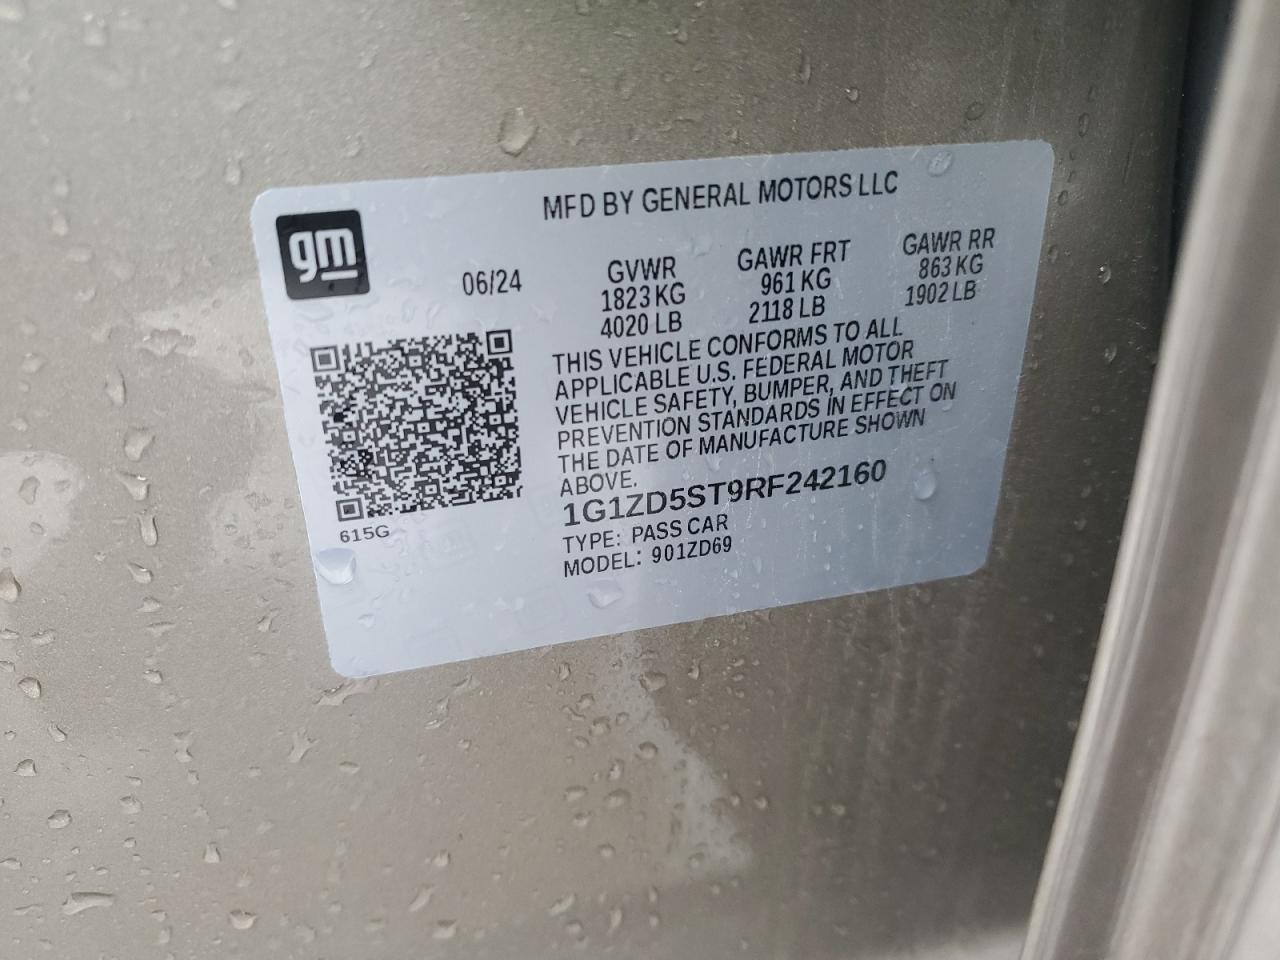 MFD BY GENERAL MOTORS LLC
gm
06/24
GVWR
1823 KG
4020 LB
GAWR FRT
961 KG
2118 LB
GAWR RR
863 KG
1902 LB
THIS VEHICLE CONFORMS TO ALL
APPLICABLE U.S. FEDERAL MOTOR
VEHICLE SAFETY, BUMPER, AND THEFT
PREVENTION STANDARDS IN EFFECT ON
THE DATE OF MANUFACTURE SHOWN
ABOVE.
1G1ZD5ST9RF242160
TYPE: PASS CAR
MODEL: 901ZD69
615G